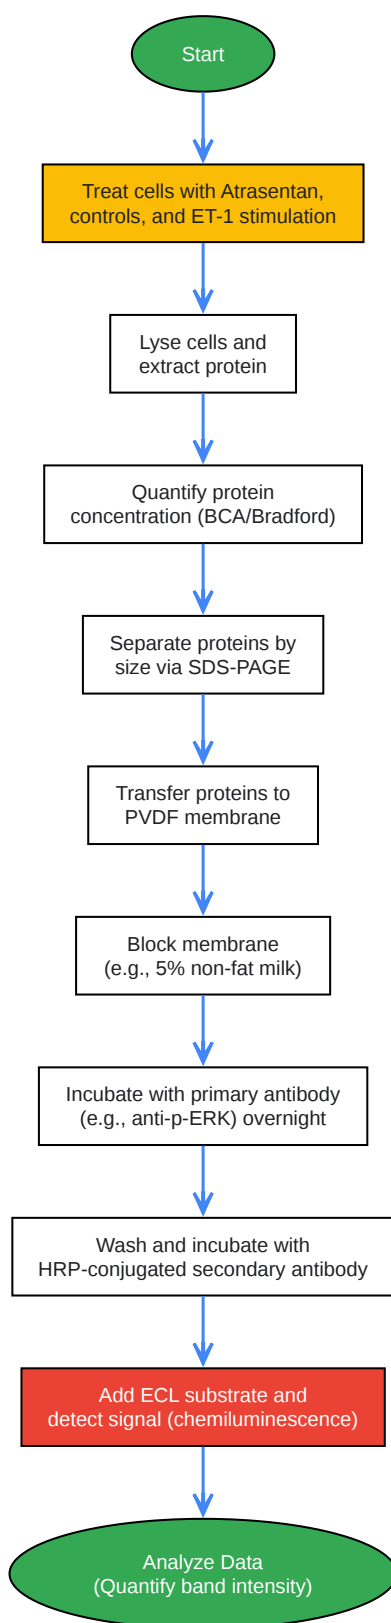 Start
Treat cells with Atrasentan,
controls, and ET-1 stimulation
Lyse cells and
extract protein
Quantify protein
concentration (BCA/Bradford)
Separate proteins by
size via SDS-PAGE
Transfer proteins to
PVDF membrane
Block membrane
(e.g., 5% non-fat milk)
Incubate with primary antibody
(e.g., anti-p-ERK) overnight
Wash and incubate with
HRP-conjugated secondary antibody
Add ECL substrate and
detect signal (chemiluminescence)
Analyze Data
(Quantify band intensity)